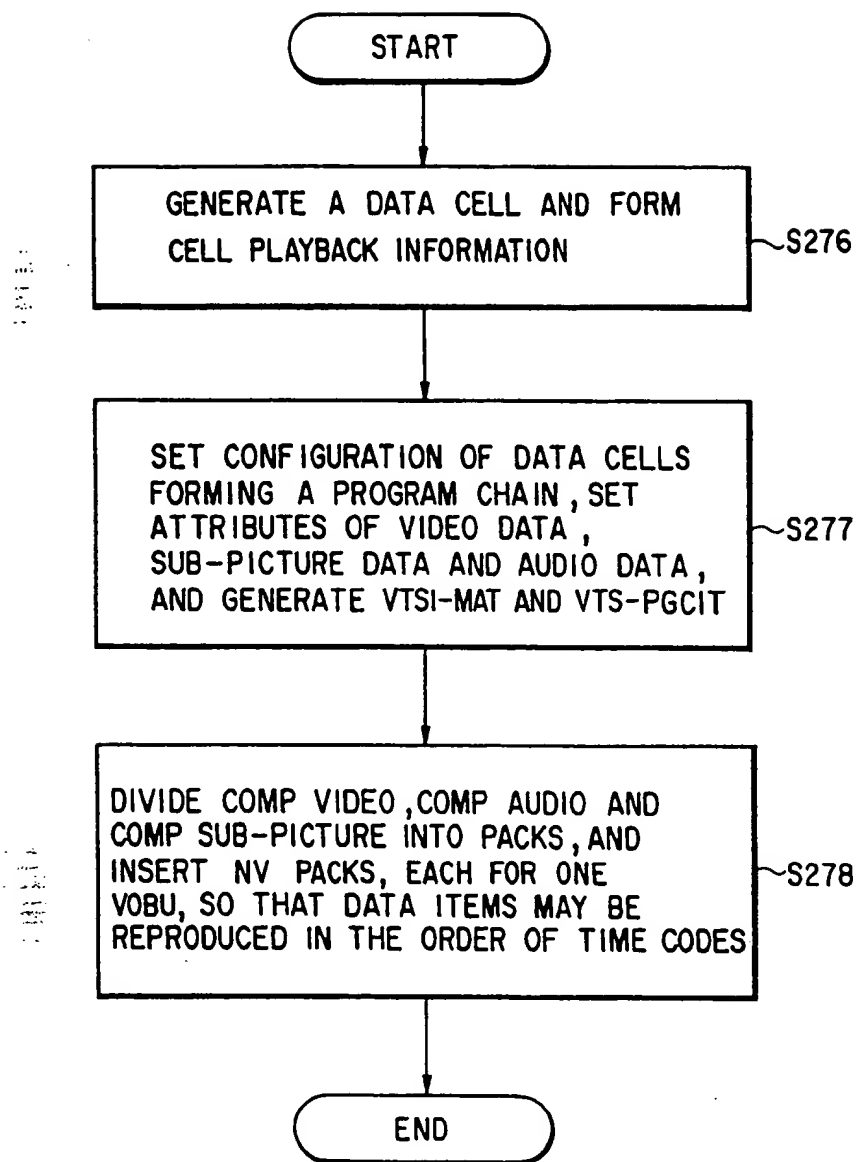 START
GENERATE A DATA CELL AND FORM
CELL PLAYBACK INFORMATION
S276
SET CONFIGURATION OF DATA CELLS
FORMING A PROGRAM CHAIN, SET
ATTRIBUTES OF VIDEO DATA,
SUB-PICTURE DATA AND AUDIO DATA,
AND GENERATE VTSI-MAT AND VTS-PGCIT
S277
DIVIDE COMP VIDEO, COMP AUDIO AND
COMP SUB-PICTURE INTO PACKS, AND
INSERT NV PACKS, EACH FOR ONE
VOBU, SO THAT DATA ITEMS MAY BE
REPRODUCED IN THE ORDER OF TIME CODES
S278
END